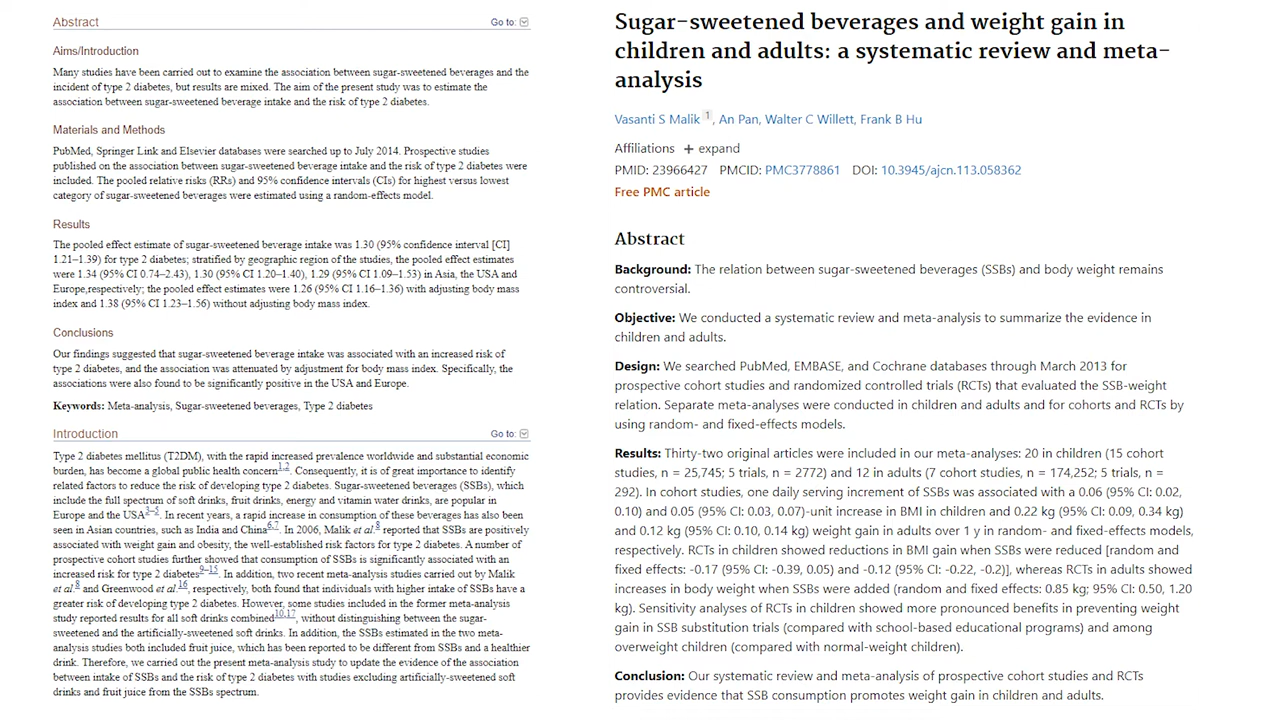 Abstract
Go to:
Aims/Introduction
Many studies have been carried out to examine the association between sugar-sweetened beverages and the
incident of type 2 diabetes, but results are mixed. The aim of the present study was to estimate the
association between sugar-sweetened beverage intake and the risk of type 2 diabetes.
Materials and Methods
PubMed, Springer Link and Elsevier databases were searched up to July 2014. Prospective studies
published on the association between sugar-sweetened beverage intake and the risk of type 2 diabetes were
included. The pooled relative risks (RRs) and 95% confidence intervals (CIs) for highest versus lowest
category of sugar-sweetened beverages were estimated using a random-effects model.
Results
The pooled effect estimate of sugar-sweetened beverage intake was 1.30 (95% confidence interval [CI]
1.21–1.39) for type 2 diabetes; stratified by geographic region of the studies, the pooled effect estimates
were 1.34 (95% CI 0.74–2.43), 1.30 (95% CI 1.20–1.40), 1.29 (95% CI 1.09–1.53) in Asia, the USA and
Europe,respectively; the pooled effect estimates were 1.26 (95% CI 1.16–1.36) with adjusting body mass
index and 1.38 (95% CI 1.23–1.56) without adjusting body mass index.
Conclusions
Our findings suggested that sugar-sweetened beverage intake was associated with an increased risk of
type 2 diabetes, and the association was attenuated by adjustment for body mass index. Specifically, the
associations were also found to be significantly positive in the USA and Europe.
Keywords: Meta-analysis, Sugar-sweetened beverages, Type 2 diabetes
Introduction
Go to:
Type 2 diabetes mellitus (T2DM), with the rapid increased prevalence worldwide and substantial economic
burden, has become a global public health concern1,2. Consequently, it is of great importance to identify
related factors to reduce the risk of developing type 2 diabetes. Sugar-sweetened beverages (SSBs), which
include the full spectrum of soft drinks, fruit drinks, energy and vitamin water drinks, are popular in
Europe and the USA3–5. In recent years, a rapid increase in consumption of these beverages has also been
seen in Asian countries, such as India and China6,7. In 2006, Malik et al.8 reported that SSBs are positively
associated with weight gain and obesity, the well-established risk factors for type 2 diabetes. A number of
prospective cohort studies further showed that consumption of SSBs is significantly associated with an
increased risk for type 2 diabetes9–15. In addition, two recent meta-analysis studies carried out by Malik
et al.8 and Greenwood et al.16, respectively, both found that individuals with higher intake of SSBs have a
greater risk of developing type 2 diabetes. However, some studies included in the former meta-analysis
study reported results for all soft drinks combined10,17, without distinguishing between the sugar-
sweetened and the artificially-sweetened soft drinks. In addition, the SSBs estimated in the two meta-
analysis studies both included fruit juice, which has been reported to be different from SSBs and a healthier
drink. Therefore, we carried out the present meta-analysis study to update the evidence of the association
between intake of SSBs and the risk of type 2 diabetes with studies excluding artificially-sweetened soft
drinks and fruit juice from the SSBs spectrum.
Sugar-sweetened beverages and weight gain in
children and adults: a systematic review and meta-
analysis
Vasanti S Malik 1, An Pan, Walter C Willett, Frank B Hu
Affiliations + expand
PMID: 23966427 PMCID: PMC3778861 DOI: 10.3945/ajcn.113.058362
Free PMC article
Abstract
Background: The relation between sugar-sweetened beverages (SSBs) and body weight remains
controversial.
Objective: We conducted a systematic review and meta-analysis to summarize the evidence in
children and adults.
Design: We searched PubMed, EMBASE, and Cochrane databases through March 2013 for
prospective cohort studies and randomized controlled trials (RCTs) that evaluated the SSB-weight
relation. Separate meta-analyses were conducted in children and adults and for cohorts and RCTs by
using random- and fixed-effects models.
Results: Thirty-two original articles were included in our meta-analyses: 20 in children (15 cohort
studies, n = 25,745; 5 trials, n = 2772) and 12 in adults (7 cohort studies, n = 174,252; 5 trials, n =
292). In cohort studies, one daily serving increment of SSBs was associated with a 0.06 (95% CI: 0.02,
0.10) and 0.05 (95% CI: 0.03, 0.07)-unit increase in BMI in children and 0.22 kg (95% CI: 0.09, 0.34 kg)
and 0.12 kg (95% CI: 0.10, 0.14 kg) weight gain in adults over 1 y in random- and fixed-effects models,
respectively. RCTs in children showed reductions in BMI gain when SSBs were reduced [random and
fixed effects: -0.17 (95% CI: -0.39, 0.05) and -0.12 (95% CI: -0.22, -0.2)], whereas RCTs in adults showed
increases in body weight when SSBs were added (random and fixed effects: 0.85 kg; 95% CI: 0.50, 1.20
kg). Sensitivity analyses of RCTs in children showed more pronounced benefits in preventing weight
gain in SSB substitution trials (compared with school-based educational programs) and among
overweight children (compared with normal-weight children).
Conclusion: Our systematic review and meta-analysis of prospective cohort studies and RCTs
provides evidence that SSB consumption promotes weight gain in children and adults.